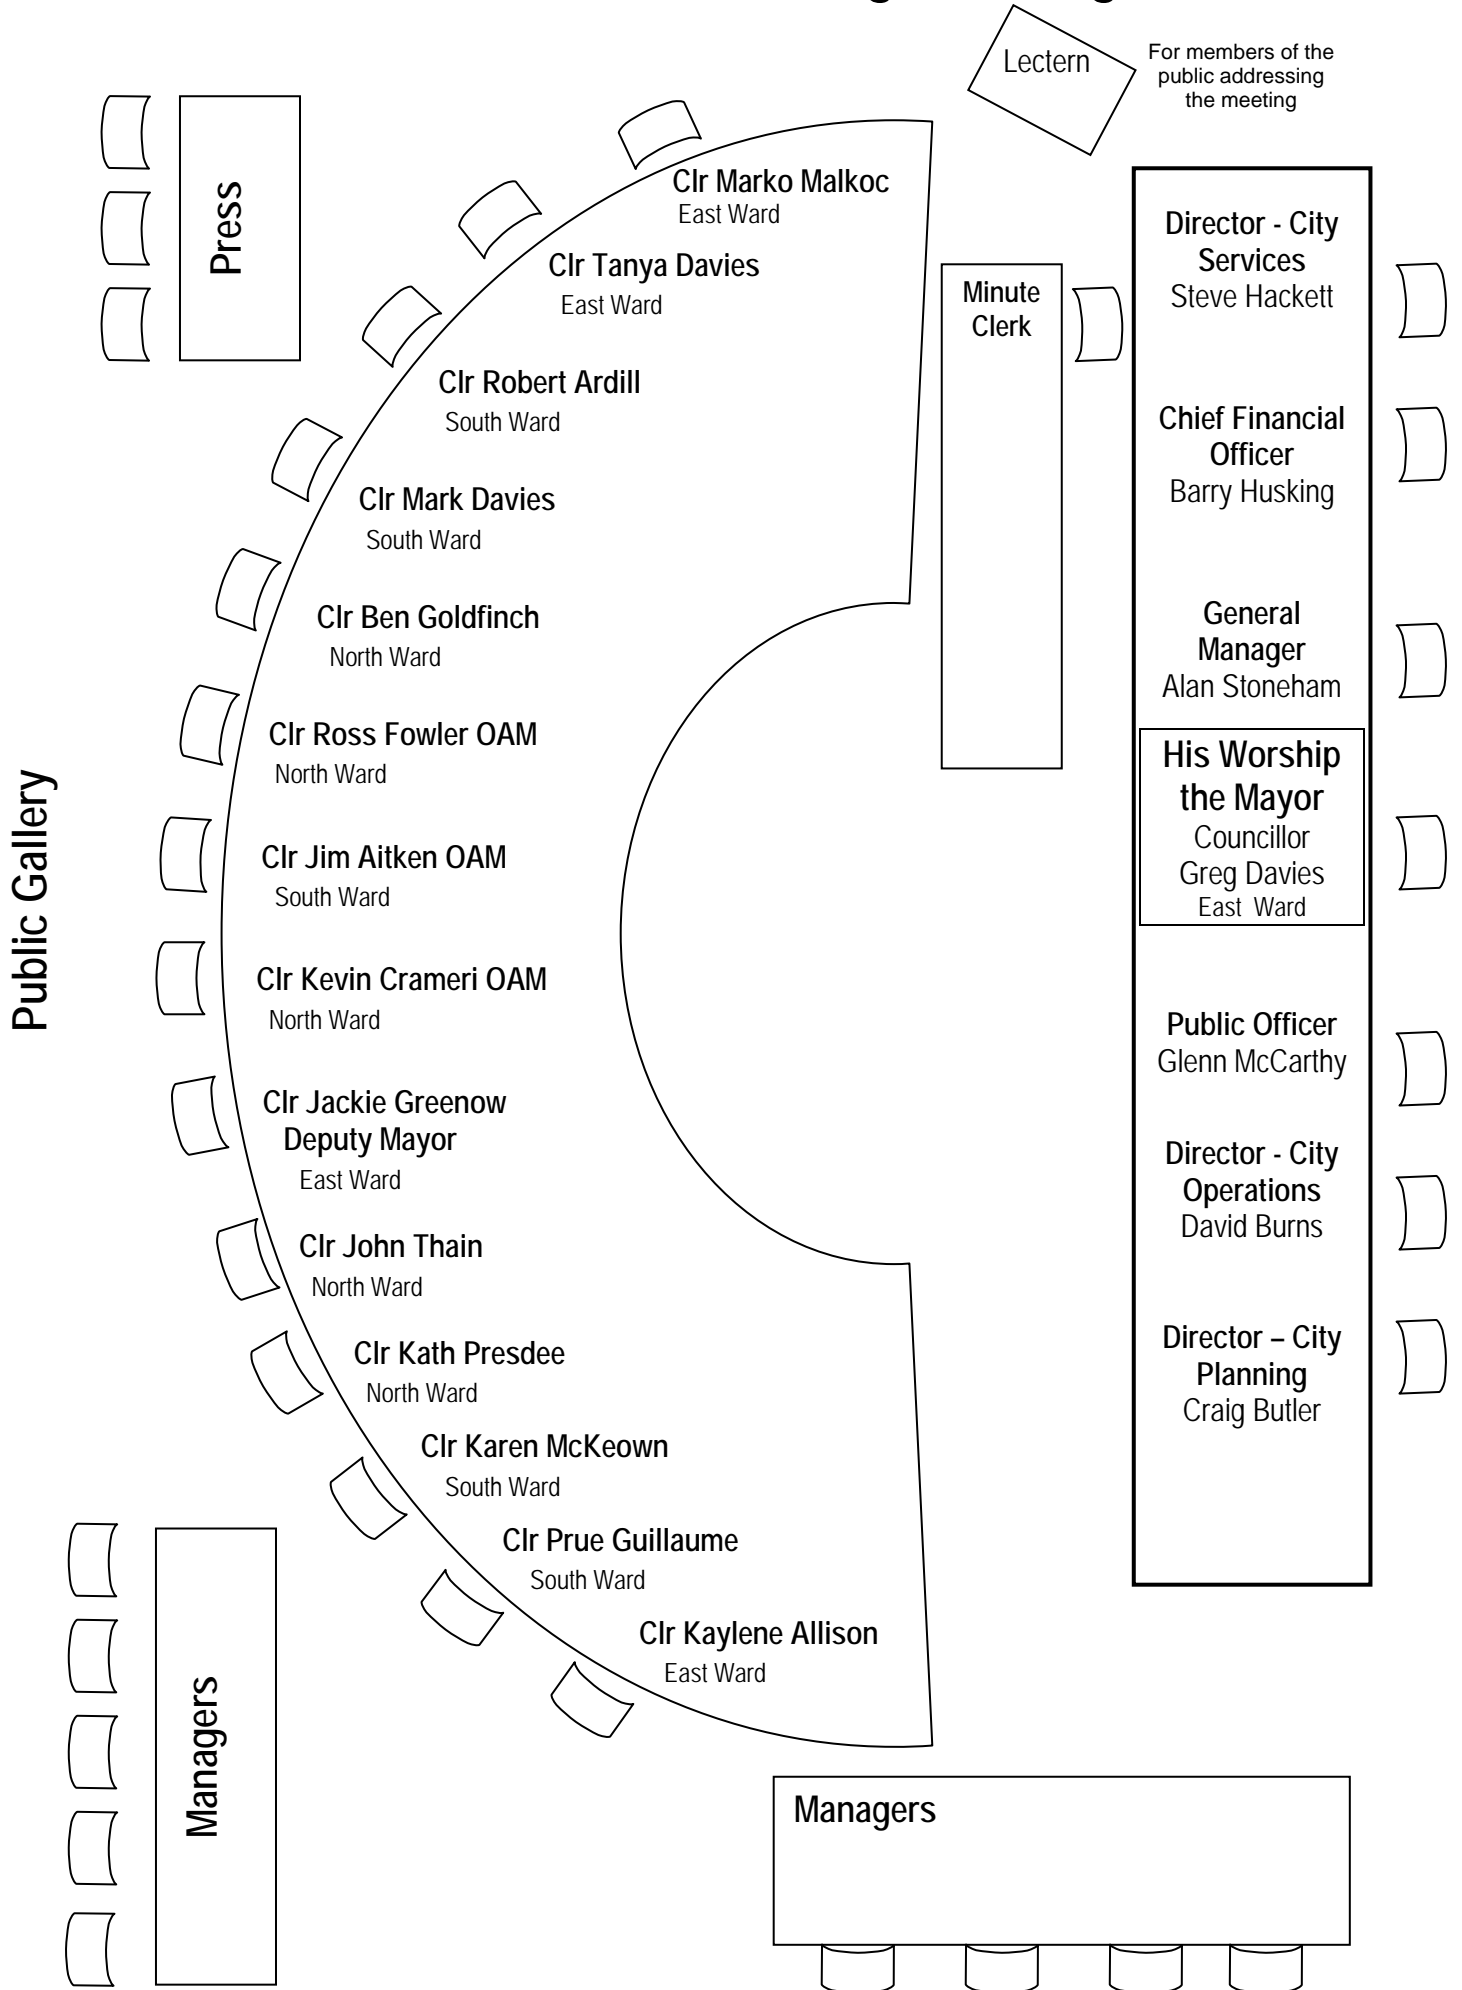 Lectern
For members of the
public addressing
the meeting
Press
Clr Marko Malkoc
East Ward
Clr Tanya Davies
East Ward
Clr Robert Ardill
South Ward
Clr Mark Davies
South Ward
Clr Ben Goldfinch
North Ward
Clr Ross Fowler OAM
North Ward
Clr Jim Aitken OAM
South Ward
Clr Kevin Crameri OAM
North Ward
Clr Jackie Greenow
Deputy Mayor
East Ward
Clr John Thain
North Ward
Clr Kath Presdee
North Ward
Clr Karen McKeown
South Ward
Clr Prue Guillaume
South Ward
Clr Kaylene Allison
East Ward
Minute
Clerk
Director - City
Services
Steve Hackett
Chief Financial
Officer
Barry Husking
General
Manager
Alan Stoneham
His Worship
the Mayor
Councillor
Greg Davies
East Ward
Public Officer
Glenn McCarthy
Director - City
Operations
David Burns
Director – City
Planning
Craig Butler
Public Gallery
Managers
Managers